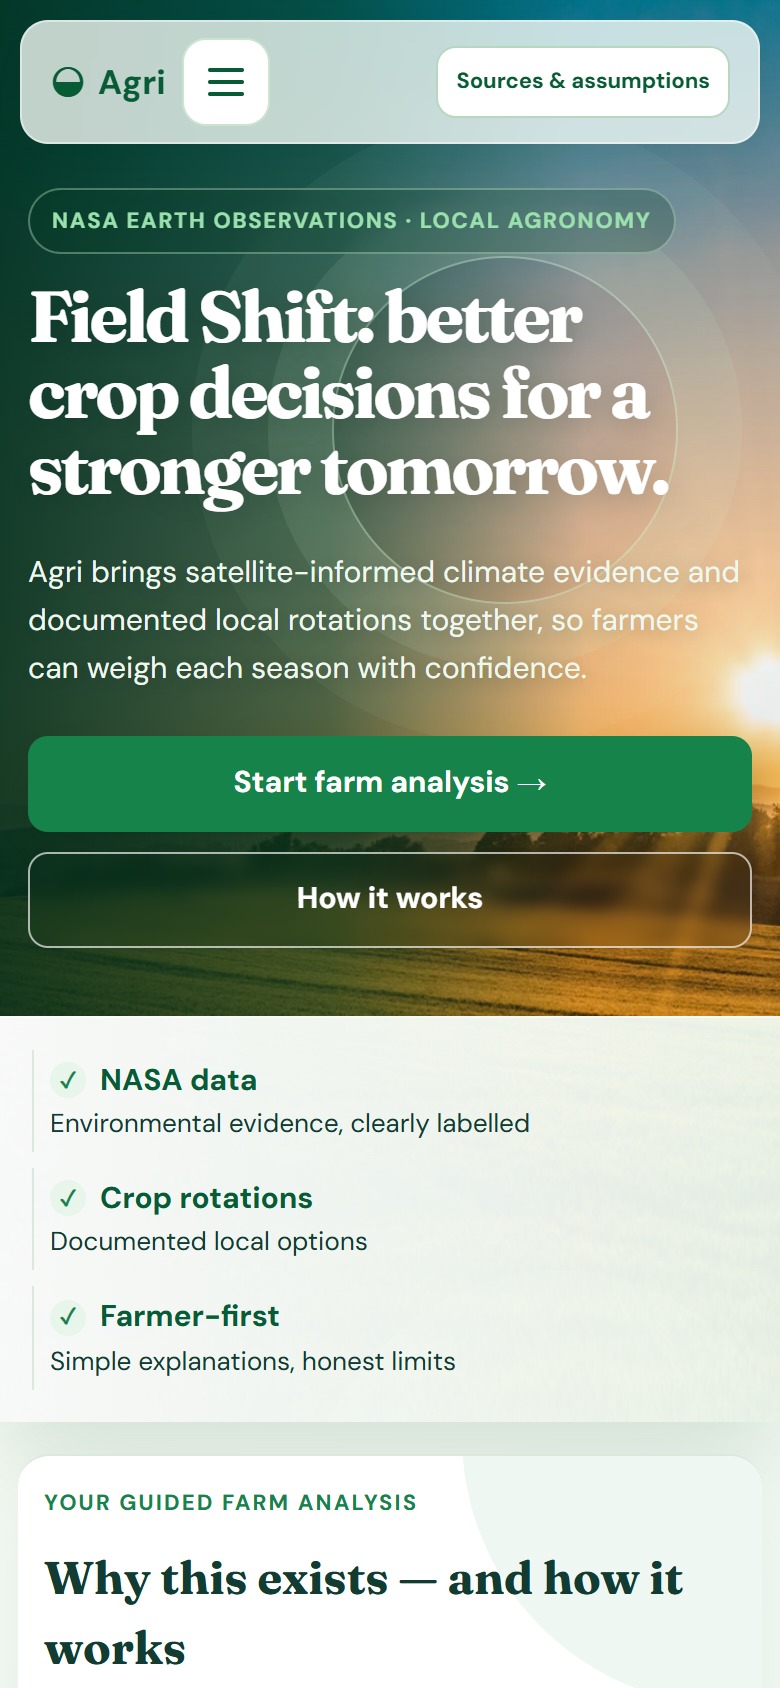 Agri
Sources & assumptions
NASA EARTH OBSERVATIONS · LOCAL AGRONOMY
Field Shift: better
crop decisions for a
stronger tomorrow.
Agri brings satellite-informed climate evidence and
documented local rotations together, so farmers
can weigh each season with confidence.
Start farm analysis →
How it works
✓ NASA data
Environmental evidence, clearly labelled
✓ Crop rotations
Documented local options
✓ Farmer-first
Simple explanations, honest limits
YOUR GUIDED FARM ANALYSIS
Why this exists — and how it
works